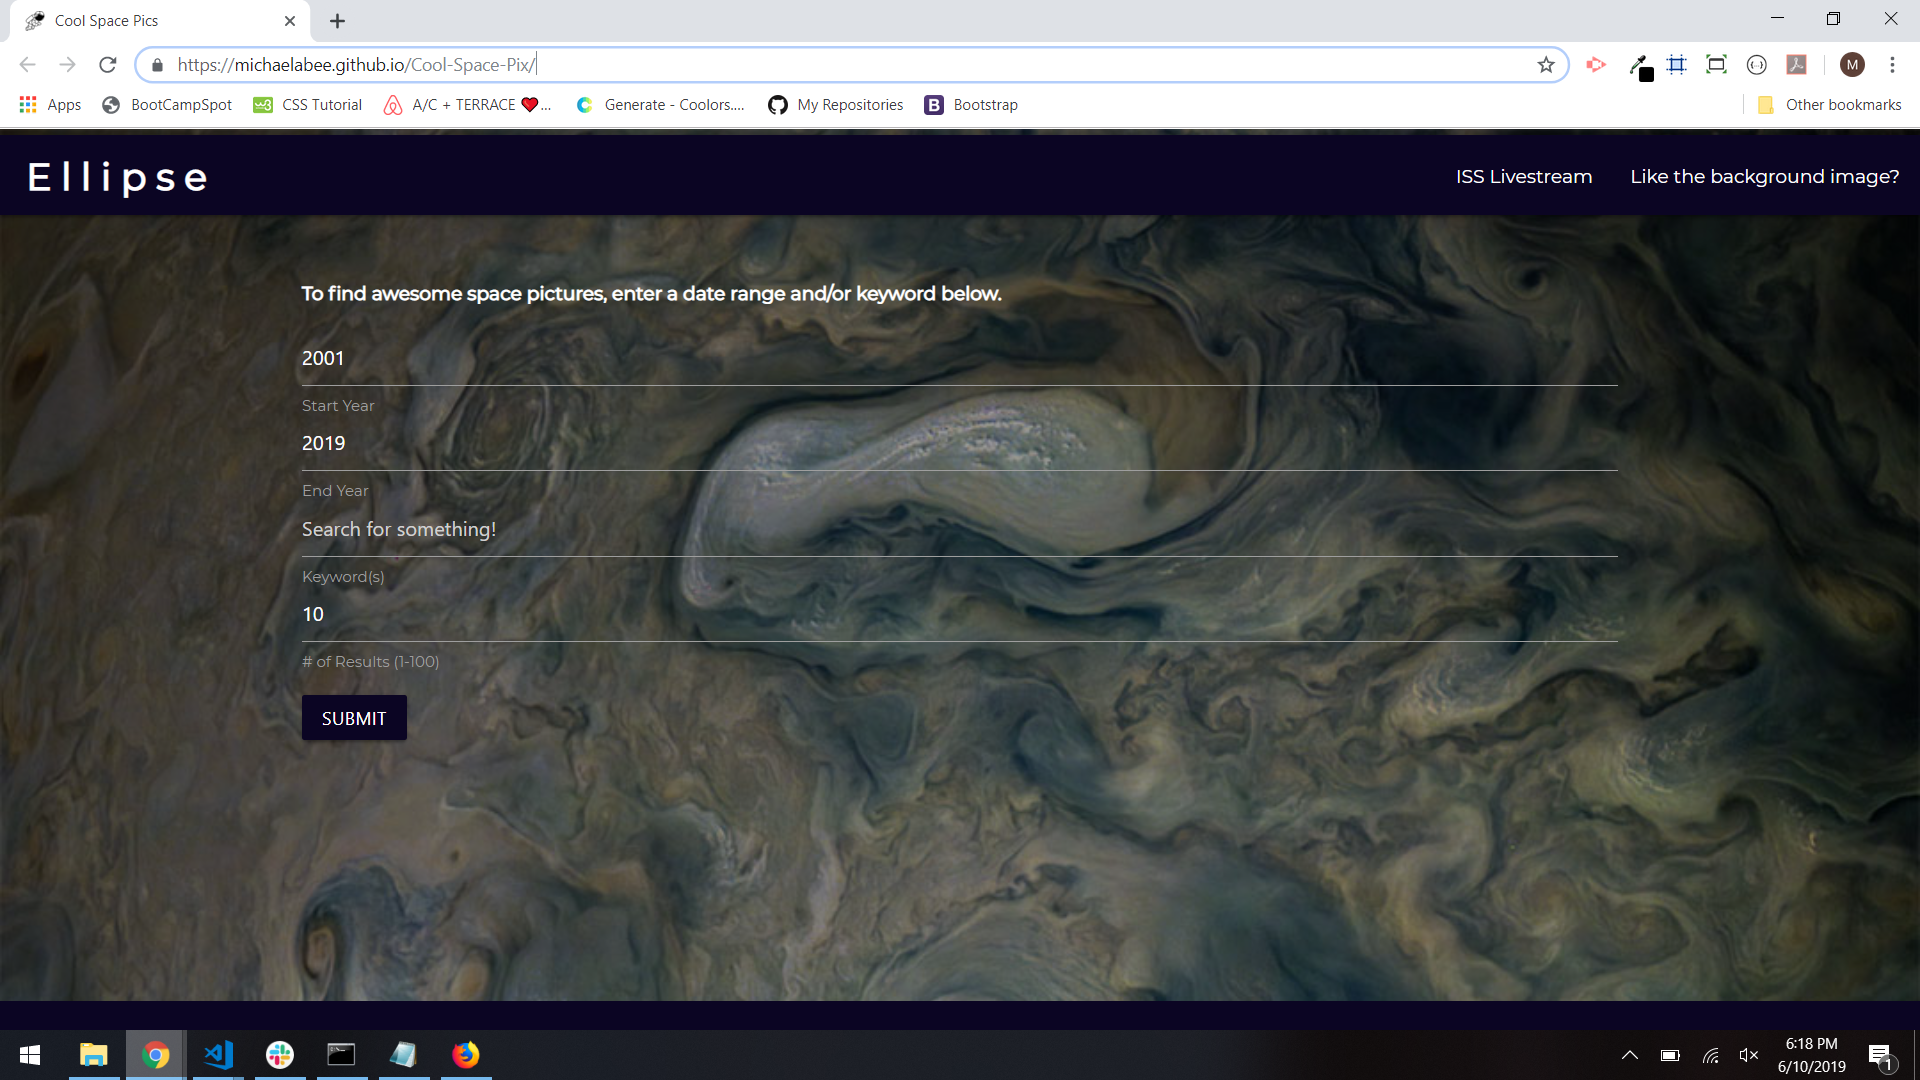 Cool Space Pics
https://michaelabee.github.io/Cool-Space-Pix/
M
Apps
BootCampSpot
w3
CSS Tutorial
A/C + TERRACE ❤...
Generate - Coolors....
My Repositories
B
Bootstrap
Other bookmarks
Ellipse
ISS Livestream
Like the background image?
To find awesome space pictures, enter a date range and/or keyword below.
2001
Start Year
2019
End Year
Search for something!
Keyword(s)
10
# of Results (1-100)
SUBMIT
6:18 PM
6/10/2019
1